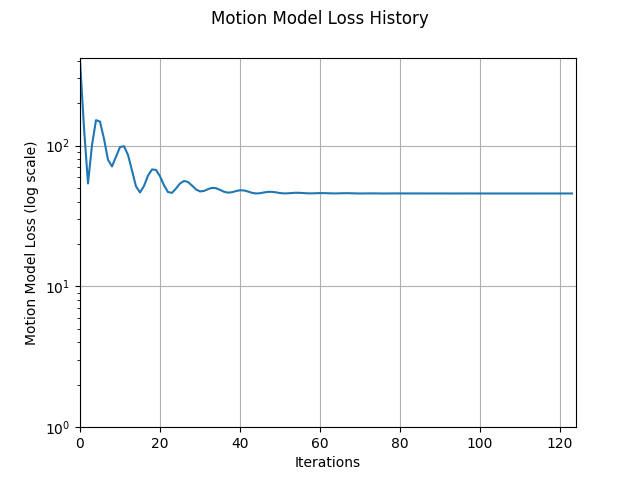 Motion Model Loss History
Motion Model Loss (log scale)
10²
10¹
10⁰
0 20 40 60 80 100 120
Iterations